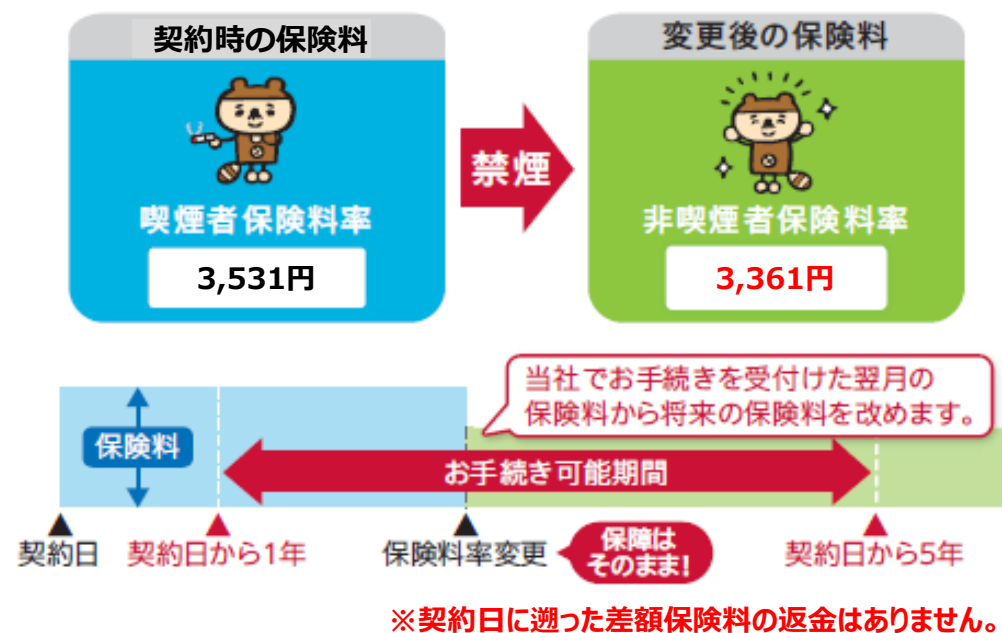 契約時の保険料
喫煙者保険料率
3,531円
禁煙
変更後の保険料
非喫煙者保険料率
3,361円
当社でお手続きを受付けた翌月の
保険料から将来の保険料を改めます。
保険料
お手続き可能期間
契約日
契約日から1年
保険料率変更
保障は
そのまま!
契約日から5年
※契約日に遡った差額保険料の返金はありません。